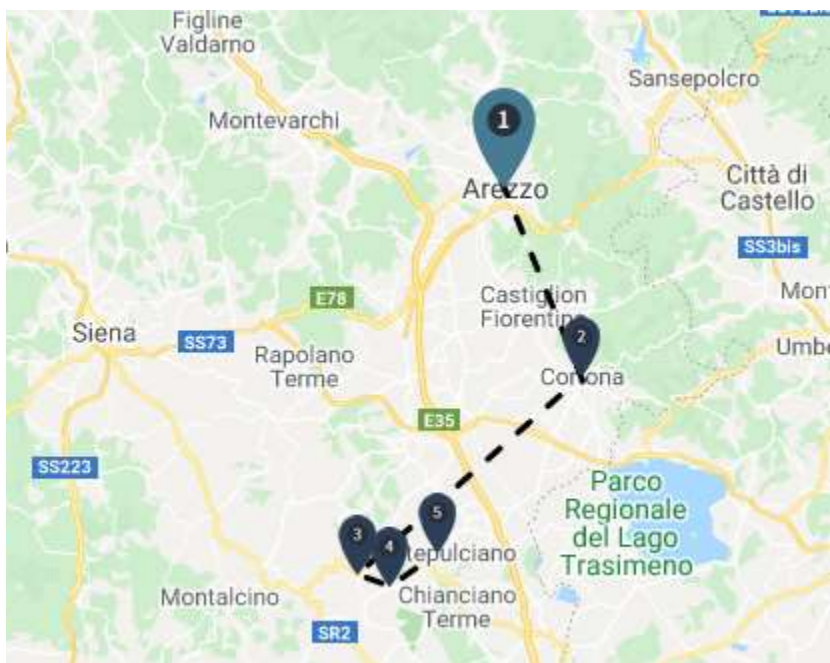 Figline
Valdarno
Sansepolcro
Montevarchi
1
Arezzo
Città di
Castello
SS3bis
Castiglion
E78
Siena
SS73
2
Rapolano
Terme
Cortona
E35
SS223
Parco
Regionale
del Lago
Trasimeno
5
3
4
Montalcino
Chianciano
Terme
SR2